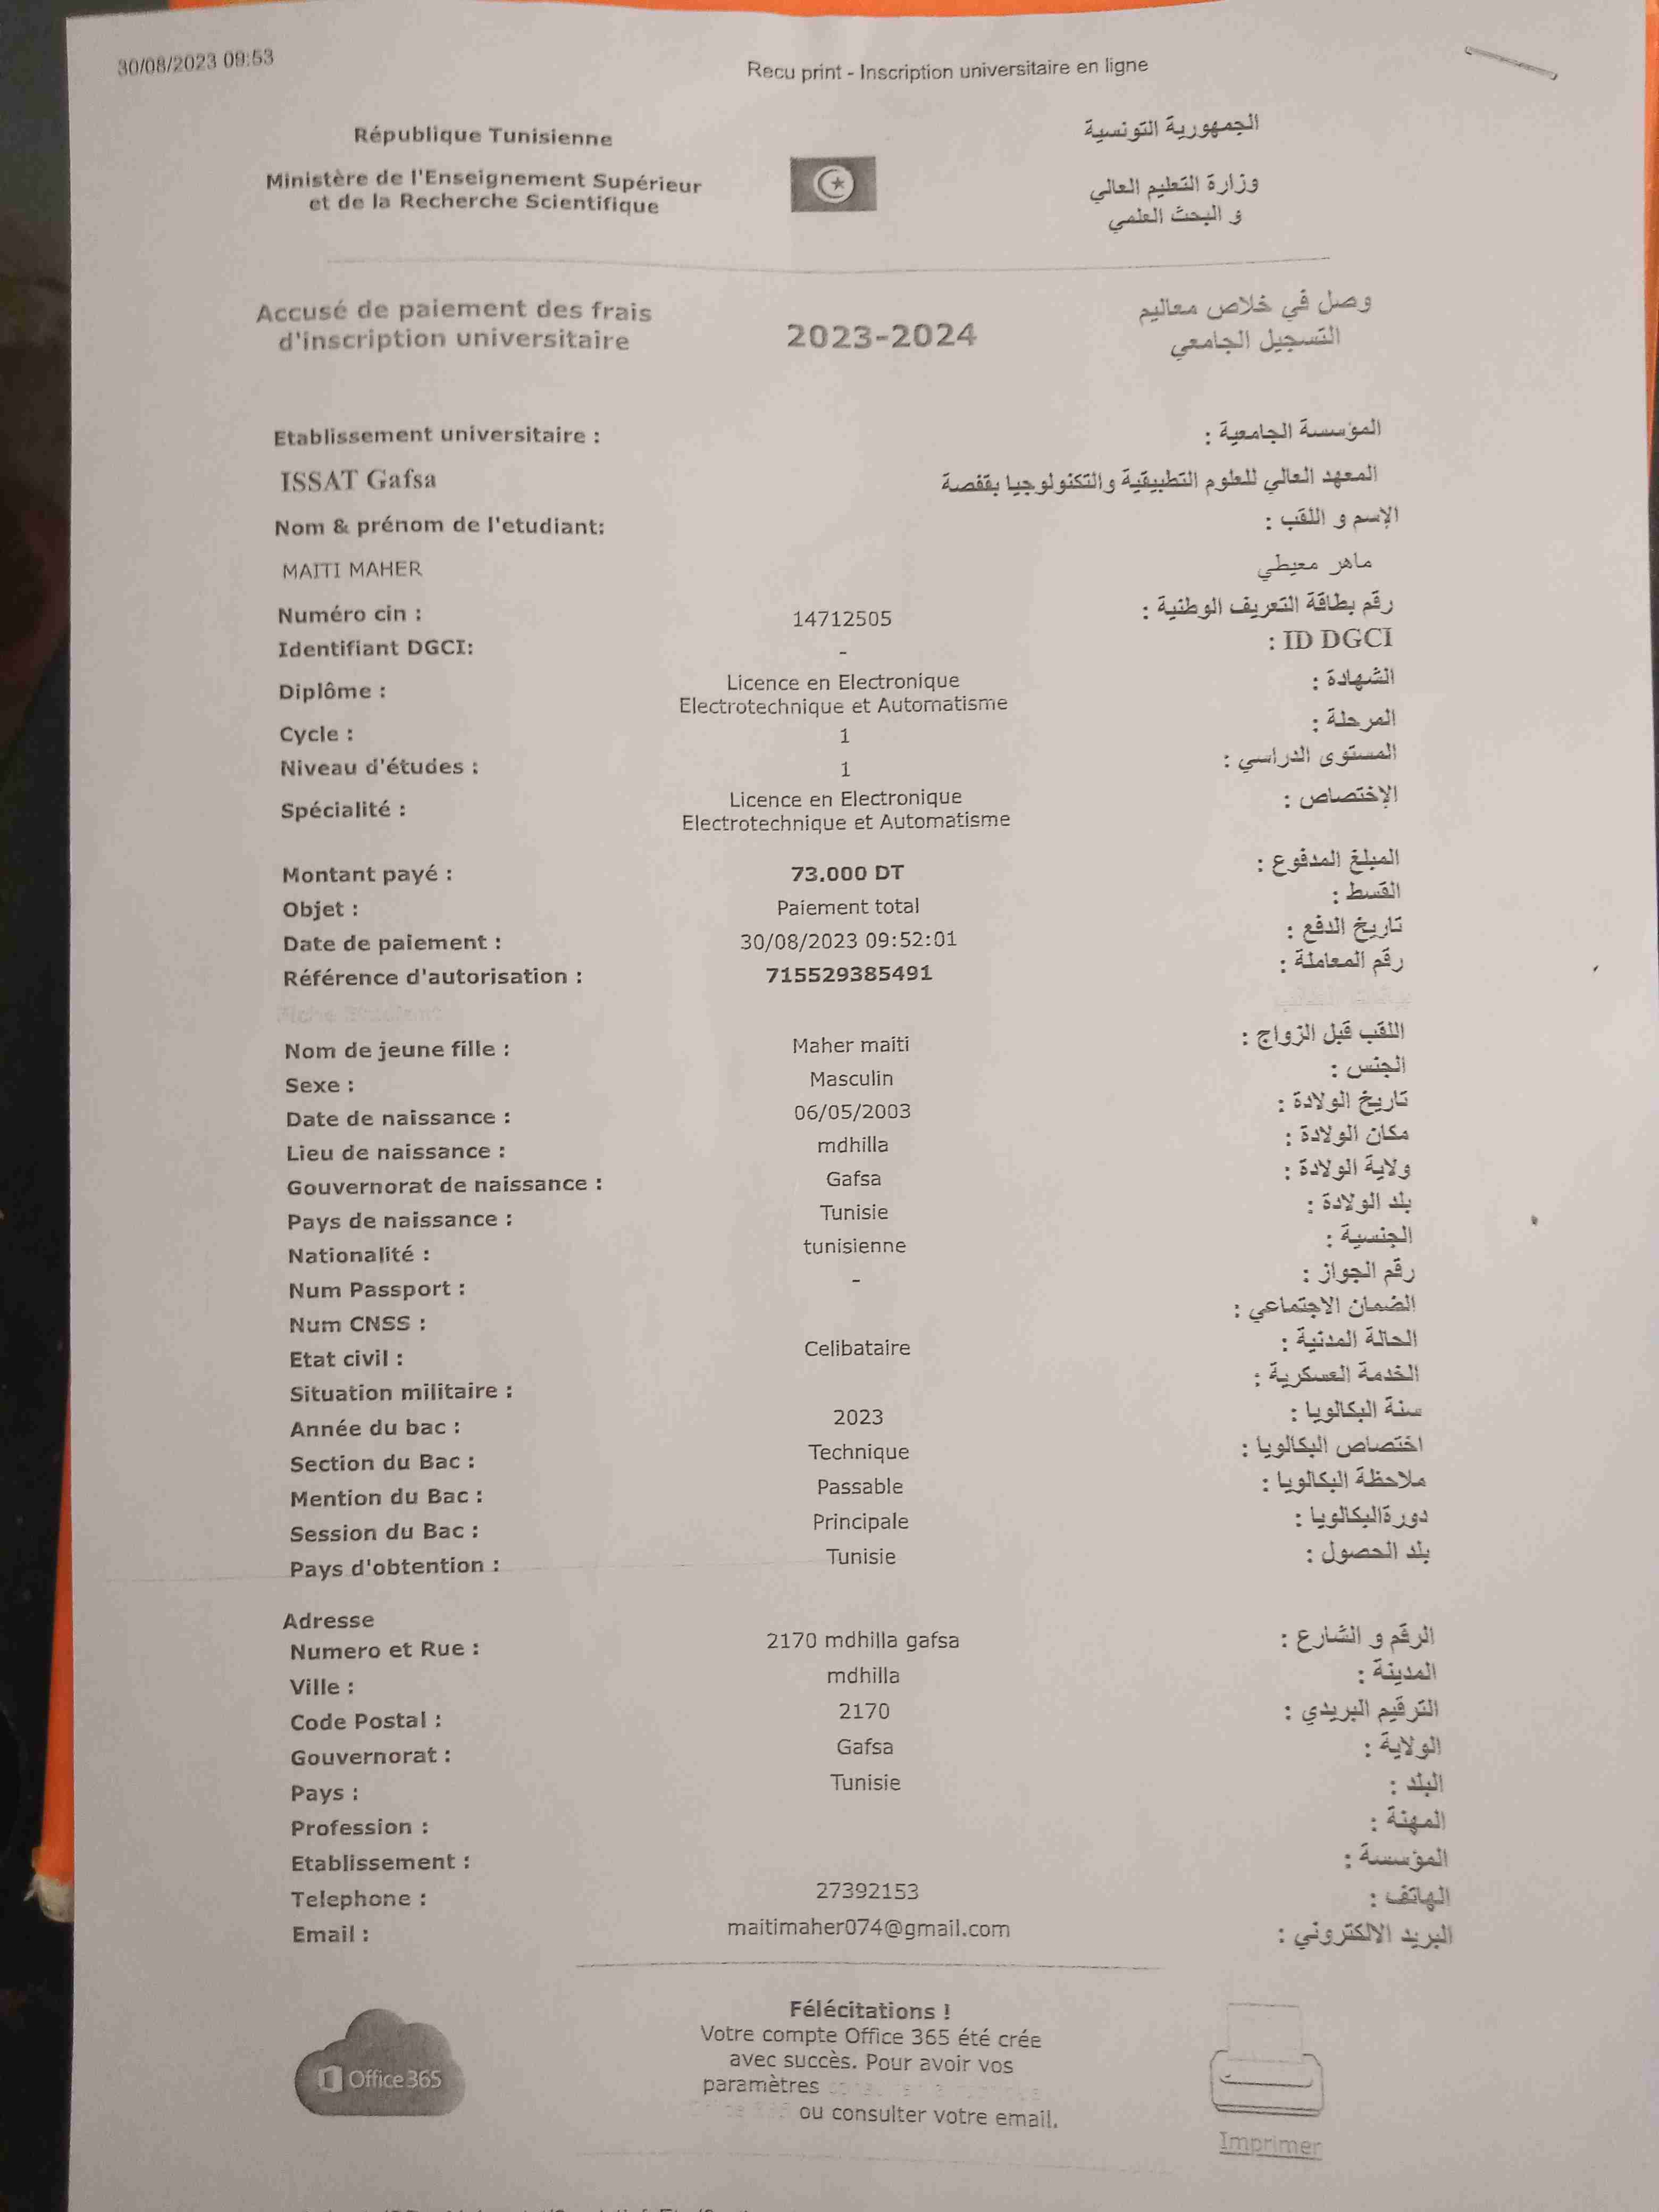 30/08/2023 09:53
Recu print - Inscription universitaire en ligne
République Tunisienne
الجمهورية التونسية
Ministère de l'Enseignement Supérieur
et de la Recherche Scientifique
وزارة التعليم العالي
و البحث العلمي
Accusé de paiement des frais
d'inscription universitaire
2023-2024
وصل في خلاص معاليم
التسجيل الجامعي
Etablissement universitaire :
المؤسسة الجامعية :
ISSAT Gafsa
المعهد العالي للعلوم التطبيقية والتكنولوجيا بقفصة
Nom & prénom de l'etudiant:
الإسم و اللقب :
MAITI MAHER
ماهر معيطي
Numéro cin : 14712505 رقم بطاقة التعريف الوطنية :
Identifiant DGCI: - ID DGCI :
Diplôme : Licence en Electronique
Electrotechnique et Automatisme الشهادة :
Cycle : 1 المرحلة :
Niveau d'études : 1 المستوى الدراسي :
Spécialité : Licence en Electronique
Electrotechnique et Automatisme الإختصاص :
Montant payé : 73.000 DT المبلغ المدفوع :
Objet : Paiement total القسط :
Date de paiement : 30/08/2023 09:52:01 تاريخ الدفع :
Référence d'autorisation : 715529385491 رقم المعاملة :
Fiche Etudiant
Nom de jeune fille : Maher maiti اللقب قبل الزواج :
Sexe : Masculin الجنس :
Date de naissance : 06/05/2003 تاريخ الولادة :
Lieu de naissance : mdhilla مكان الولادة :
Gouvernorat de naissance : Gafsa ولاية الولادة :
Pays de naissance : Tunisie بلد الولادة :
Nationalité : tunisienne الجنسية :
Num Passport : - رقم الجواز :
Num CNSS : الضمان الاجتماعي :
Etat civil : Celibataire الحالة المدنية :
Situation militaire : الخدمة العسكرية :
Année du bac : 2023 سنة البكالويا :
Section du Bac : Technique اختصاص البكالويا :
Mention du Bac : Passable ملاحظة البكالويا :
Session du Bac : Principale دورةالبكالويا :
Pays d'obtention : Tunisie بلد الحصول :
Adresse
Numero et Rue : 2170 mdhilla gafsa الرقم و الشارع :
Ville : mdhilla المدينة :
Code Postal : 2170 الترقيم البريدي :
Gouvernorat : Gafsa الولاية :
Pays : Tunisie البلد :
Profession : المهنة :
Etablissement : المؤسسة :
Telephone : 27392153 الهاتف :
Email : maitimaher074@gmail.com البريد الالكتروني :
Office 365
Félécitations !
Votre compte Office 365 été crée
avec succès. Pour avoir vos
paramètres
ou consulter votre email.
Imprimer